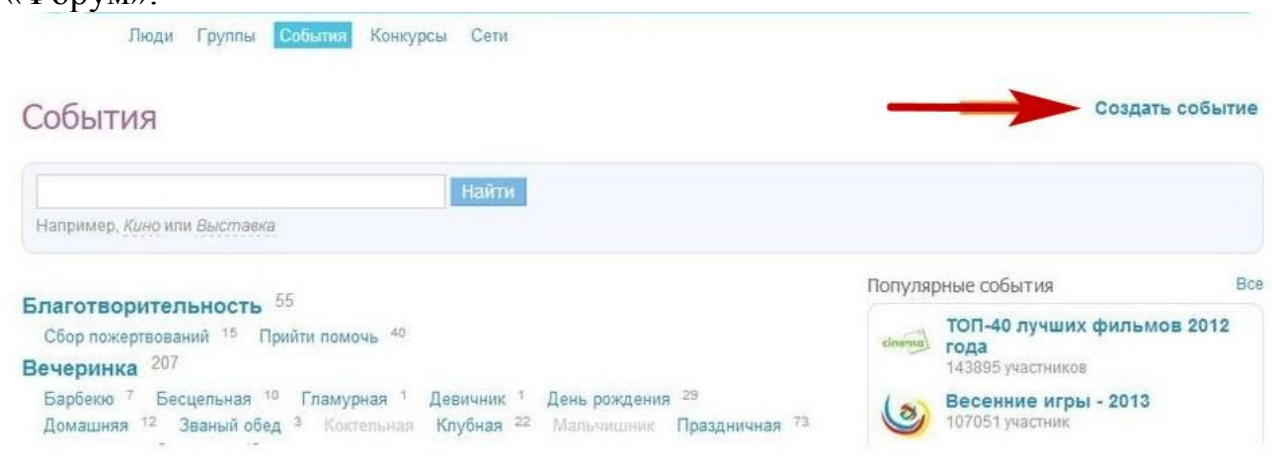 «Форум».
Люди Группы События Конкурсы Сети
События
Создать событие
Найти
Например, Кино или Выставка
Благотворительность 55
Сбор пожертвований 15 Прийти помочь 40
Вечеринка 207
Барбекю 7 Бесцельная 10 Гламурная 1 Девичник 1 День рождения 29
Домашняя 12 Званый обед 3 Коктельная Клубная 22 Мальчишник Праздничная 73
Популярные события Все
cinema
ТОП-40 лучших фильмов 2012
года
143895 участников
Весенние игры - 2013
107051 участник